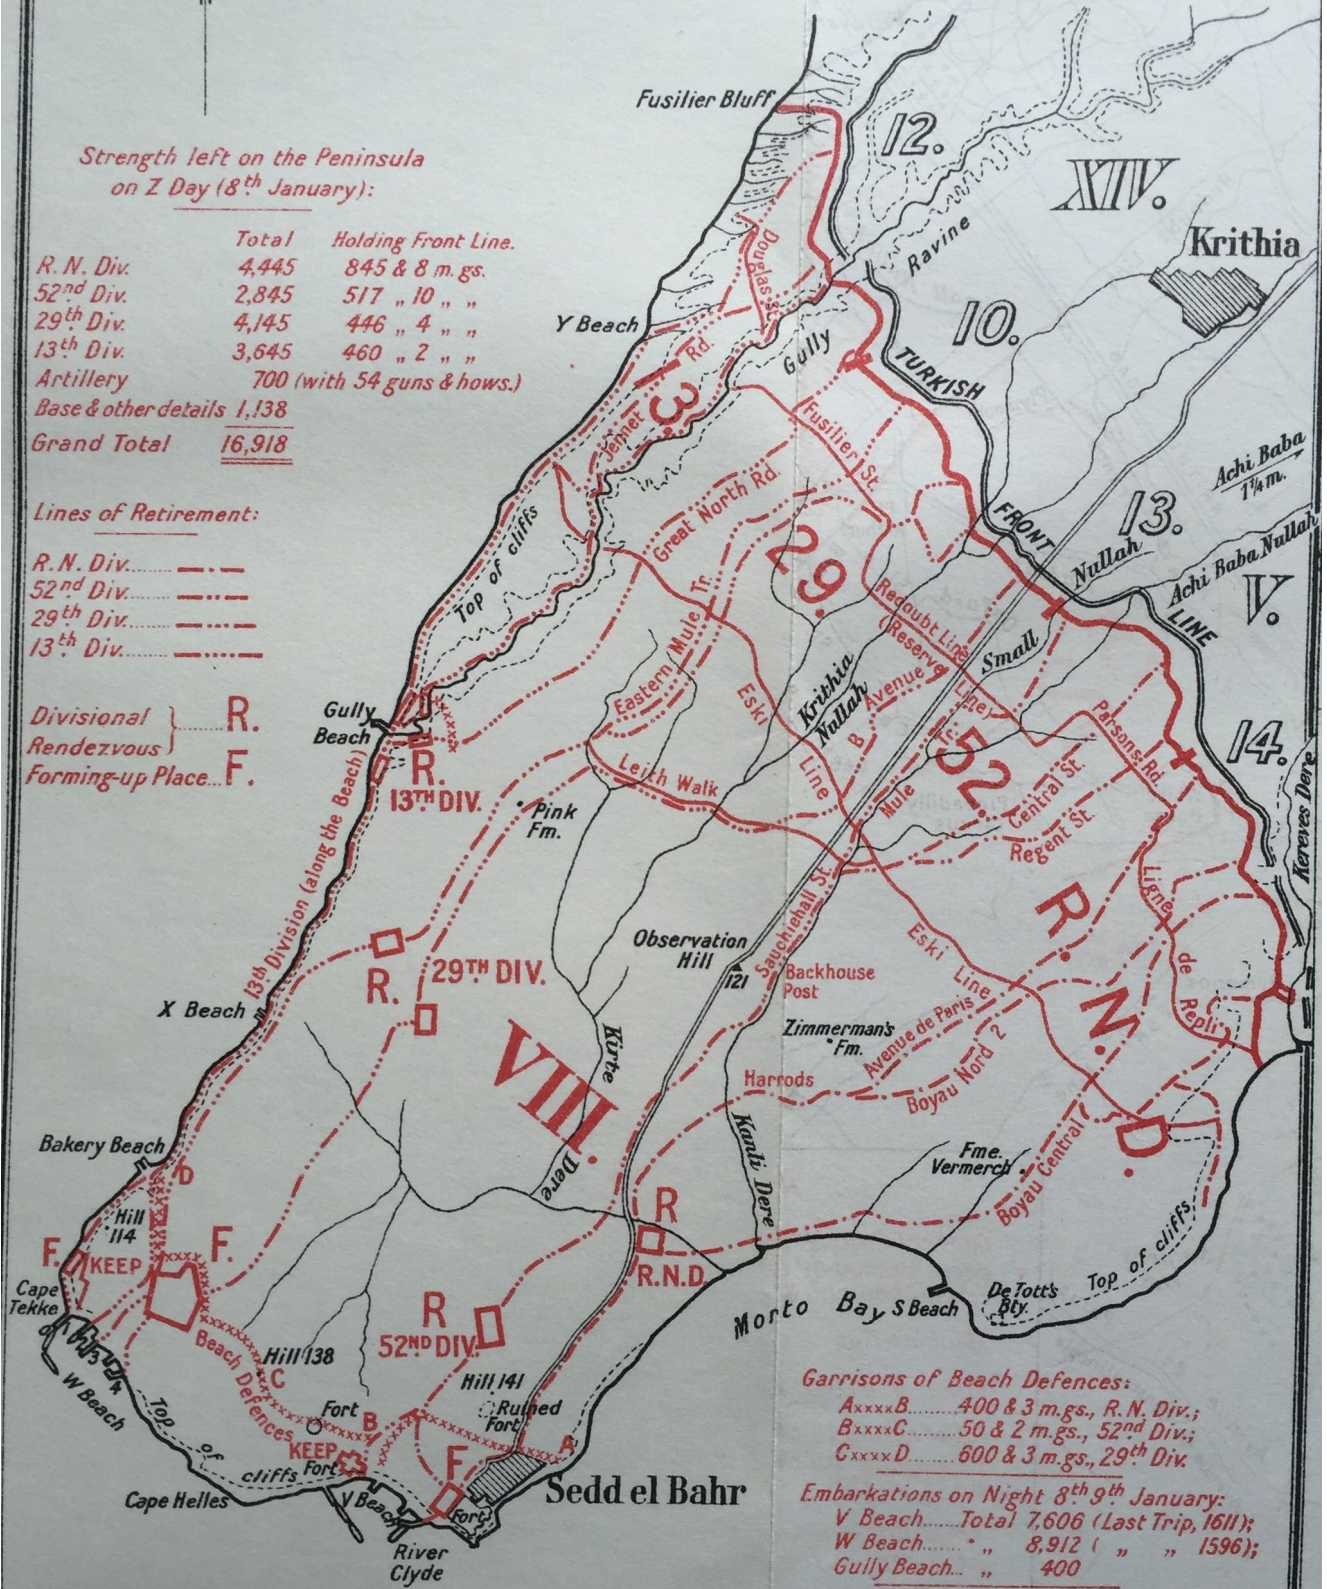 Fusilier Bluff
12.
XIV.
Krithia
Ravine
Strength left on the Peninsula
on Z Day (8th January):
Total Holding Front Line.
R. N. Div. 4,445 845 & 8 m. gs.
52nd Div. 2,845 517 „ 10 „ „
29th Div. 4,145 446 „ 4 „ „
13th Div. 3,645 460 „ 2 „ „
Artillery 700 (with 54 guns & hows.)
Base & other details 1,138
Grand Total 16,918
Lines of Retirement:
R. N. Div.
52nd Div.
29th Div.
13th Div.
Divisional
Rendezvous } R.
Forming-up Place... F.
Douglas St.
Y Beach
Rd.
Gully
10.
TURKISH
3
Jennet
Fusilier St.
Achi Baba
1¼ m.
Great North Rd.
FRONT
13.
Nullah
Achi Baba Nullah
Top of cliffs
29.
V.
LINE
Eastern Mule Tr.
Redoubt Line
(Reserve Line)
Small
Eski Line
Krithia
Nullah
B Avenue
Gully
Beach
14.
Parsons Rd.
R.
13TH DIV.
Leith Walk
Mule Tr.
52.
Central St.
Regent St.
Kereves Dere
Pink
Fm.
Ligne de Repli
13th Division (along the Beach)
Sauchiehall St.
R.
N.
D.
Observation
Hill
121
Eski Line
Backhouse
Post
R.
29TH DIV.
X Beach
Zimmerman's
Fm.
Avenue de Paris
Boyau Nord 2
VIII.
Kirte
Dere
Harrods
Kanli Dere
Bakery Beach
D
Fme.
Vermerch
Boyau Central
Hill
114
R
R.N.D.
F.
KEEP
F.
Cape
Tekke
Top of cliffs
De Tott's
Bty.
Morto Bay
S Beach
R
52ND DIV.
Beach Defences
Hill 138
C
3
4
W Beach
Hill 141
Ruined
Fort
Fort
B
A
KEEP
Fort
F
Top of cliffs
Sedd el Bahr
Cape Helles
V Beach
Fort
River
Clyde
Garrisons of Beach Defences:
AxxxxB........400 & 3 m.gs., R. N. Div.;
BxxxxC........50 & 2 m.gs., 52nd Div.;
CxxxxD........600 & 3 m.gs., 29th Div.
Embarkations on Night 8th 9th January:
V Beach......Total 7,606 (Last Trip, 1611);
W Beach...... „ 8,912 ( „ „ 1596);
Gully Beach... „ 400